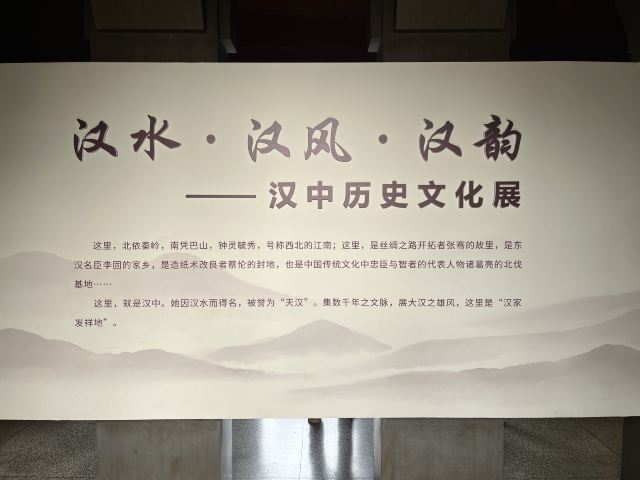 汉水·汉风·汉韵
——汉中历史文化展
这里，北依秦岭，南凭巴山，钟灵毓秀，号称西北的江南；这里，是丝绸之路开拓者张骞的故里，是东
汉名臣李固的家乡，是造纸术改良者蔡伦的封地，也是中国传统文化中忠臣与智者的代表人物诸葛亮的北伐
基地……
这里，就是汉中。她因汉水而得名，被誉为“天汉”。集数千年之文脉，展大汉之雄风，这里是“汉家
发祥地”。